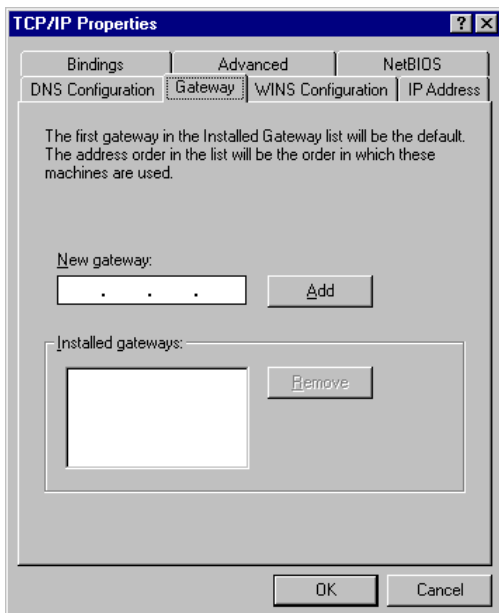 TCP/IP Properties
Bindings Advanced NetBIOS
DNS Configuration Gateway WINS Configuration IP Address
The first gateway in the Installed Gateway list will be the default.
The address order in the list will be the order in which these
machines are used.
New gateway:
. . .
Add
Installed gateways:
Remove
OK Cancel